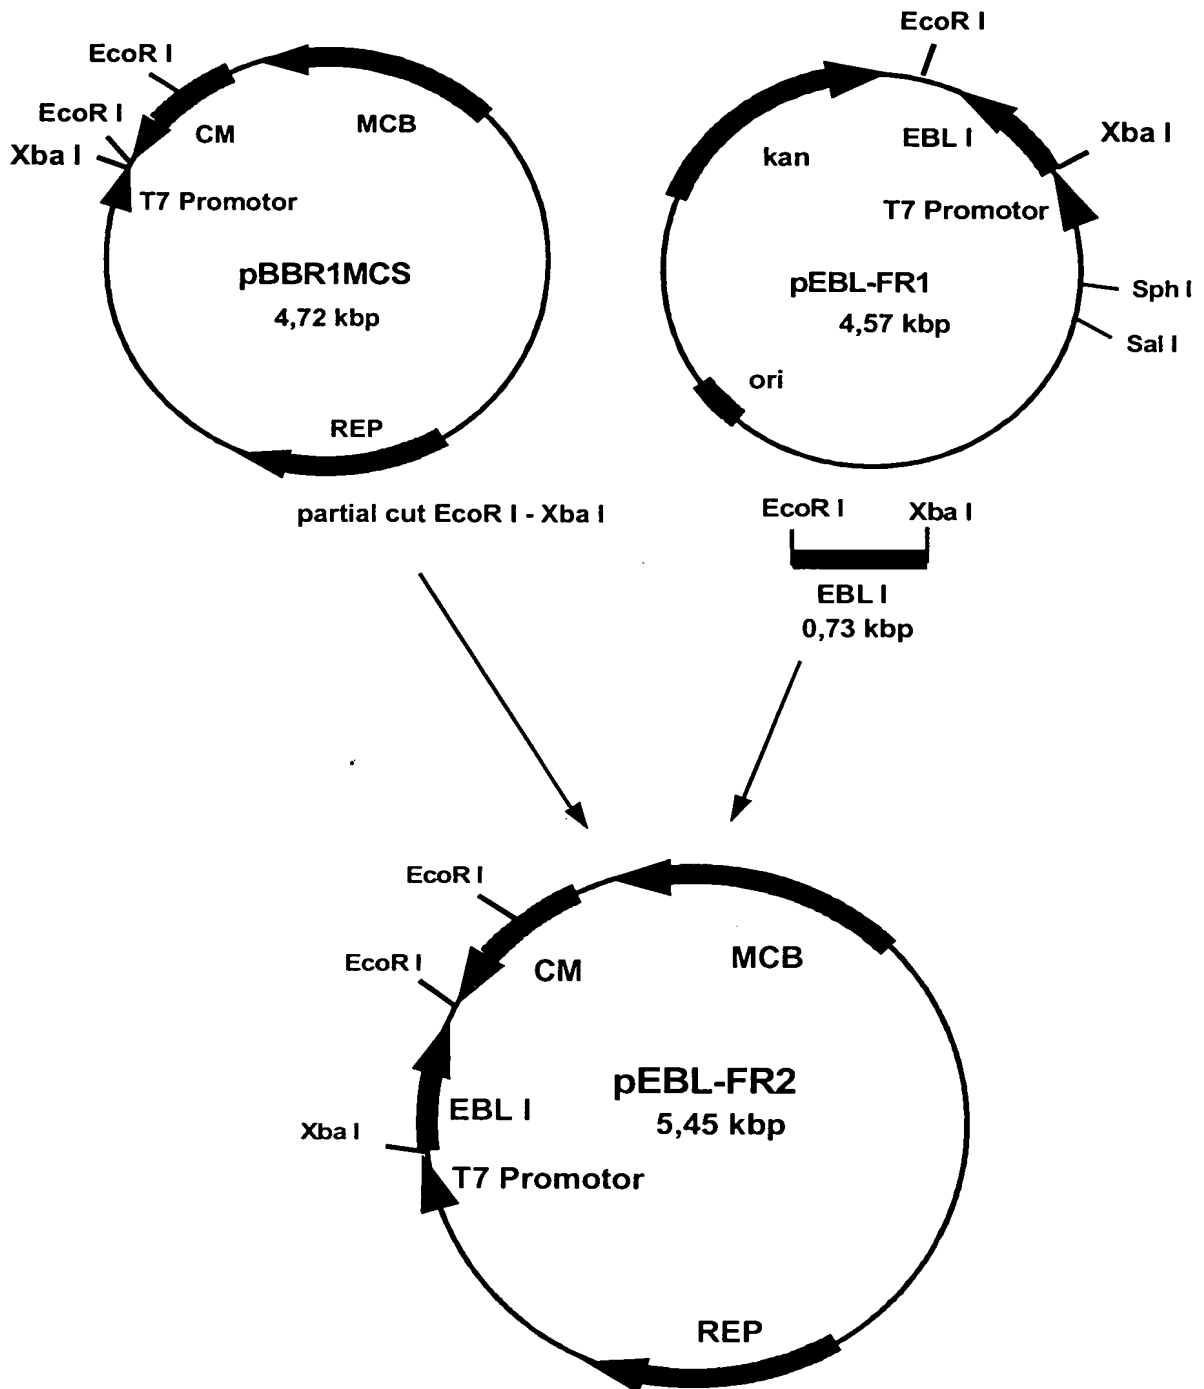 EcoR I
EcoR I
Xba I
CM
MCB
T7 Promotor
pBBR1MCS
4,72 kbp
REP
partial cut EcoR I - Xba I
EcoR I
kan
EBL I
Xba I
T7 Promotor
pEBL-FR1
4,57 kbp
Sph I
Sal I
ori
EcoR I
Xba I
EBL I
0,73 kbp
EcoR I
EcoR I
CM
MCB
pEBL-FR2
5,45 kbp
EBL I
Xba I
T7 Promotor
REP